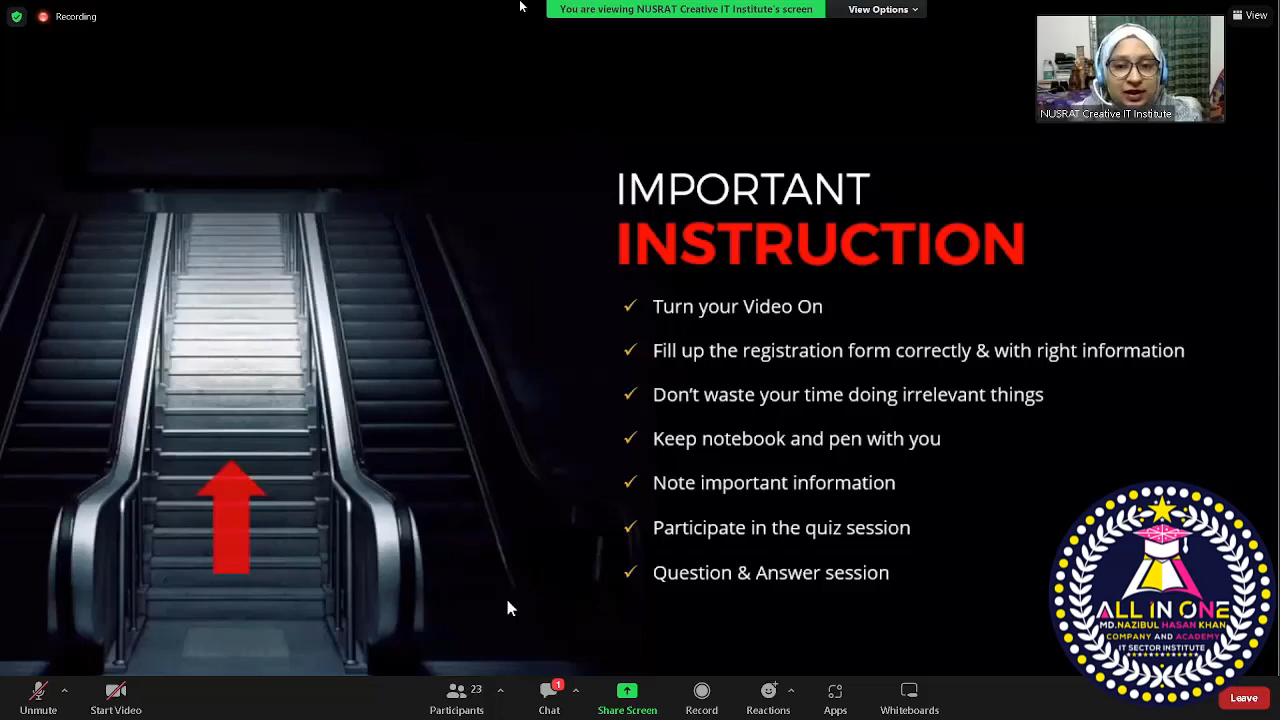 Recording
You are viewing NUSRAT Creative IT Institute's screen
View Options
View
NUSRAT Creative IT Institute
IMPORTANT
INSTRUCTION
Turn your Video On
Fill up the registration form correctly & with right information
Don't waste your time doing irrelevant things
Keep notebook and pen with you
Note important information
Participate in the quiz session
Question & Answer session
ALL IN ONE
MD.NAZIBUL HASAN KHAN
COMPANY AND ACADEMY
IT SECTOR INSTITUTE
Unmute
Start Video
23
Participants
1
Chat
Share Screen
Record
Reactions
Apps
Whiteboards
Leave